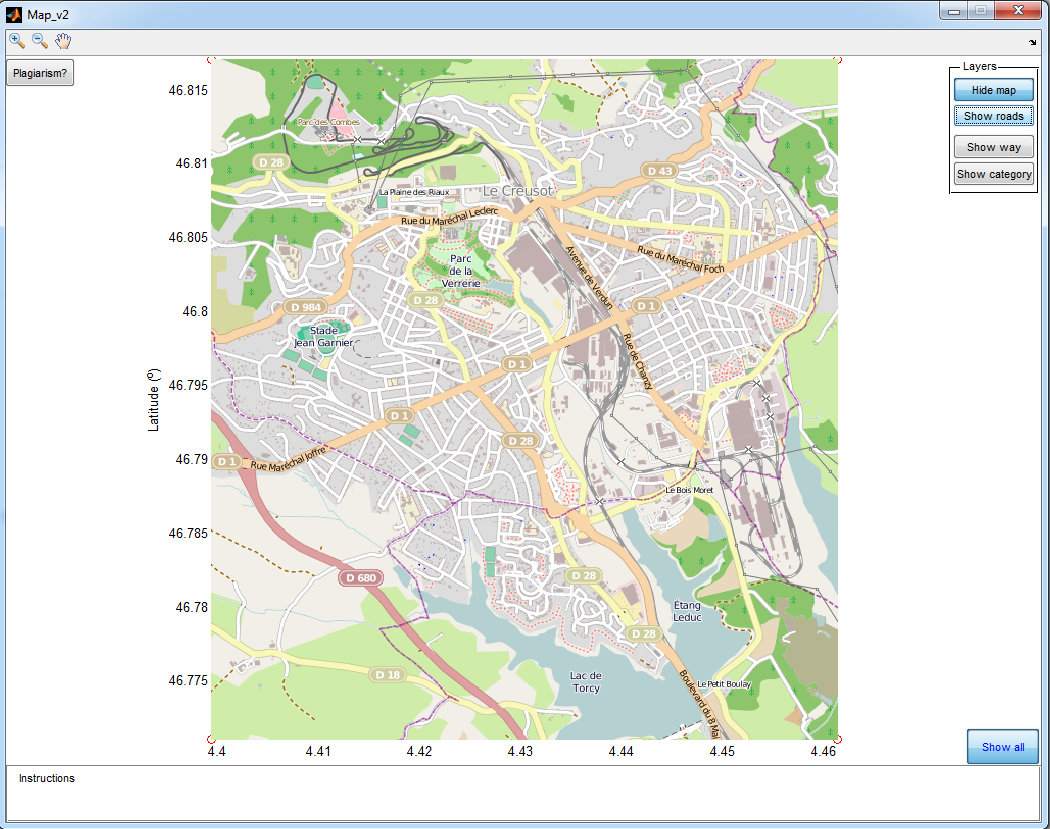 Map_v2
Plagiarism?
Layers
Hide map
Show roads
Show way
Show category
Show all
Latitude (º)
46.815
46.81
46.805
46.8
46.795
46.79
46.785
46.78
46.775
4.4
4.41
4.42
4.43
4.44
4.45
4.46
Parc des Combes
D 28
D 43
La Plaine des Riaux
Le Creusot
Rue du Maréchal Leclerc
Rue du Maréchal Foch
Avenue de Verdun
Parc
de la
Verrerie
D 28
D 984
D 1
Stade
Jean Garnier
Rue de Chanzy
D 1
D 1
D 28
D 1
Rue Maréchal Joffre
Le Bois Moret
D 680
D 28
Étang
Leduc
D 28
D 18
Lac de
Torcy
Le Petit Boulay
Boulevard du 8 Mai
Instructions